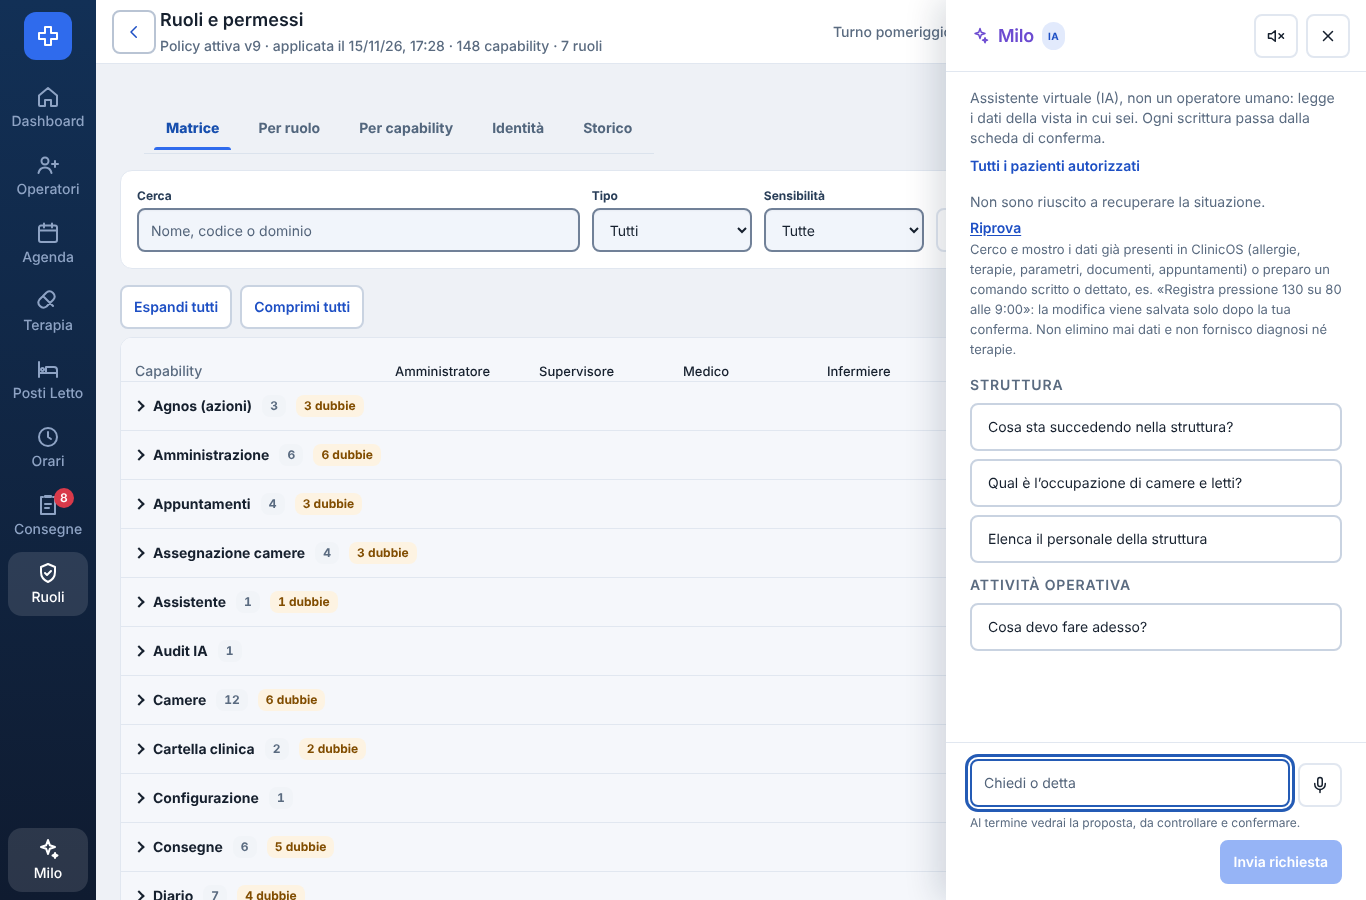 Dashboard
Operatori
Agenda
Terapia
Posti Letto
Orari
8
Consegne
Ruoli
Milo
Ruoli e permessi
Policy attiva v9 · applicata il 15/11/26, 17:28 · 148 capability · 7 ruoli
Turno pomeriggio
Matrice
Per ruolo
Per capability
Identità
Storico
Cerca
Nome, codice o dominio
Tipo
Tutti
Sensibilità
Tutte
Espandi tutti
Comprimi tutti
Capability Amministratore Supervisore Medico Infermiere
Agnos (azioni) 3 3 dubbie
Amministrazione 6 6 dubbie
Appuntamenti 4 3 dubbie
Assegnazione camere 4 3 dubbie
Assistente 1 1 dubbie
Audit IA 1
Camere 12 6 dubbie
Cartella clinica 2 2 dubbie
Configurazione 1
Consegne 6 5 dubbie
Diario 7 4 dubbie
Milo IA
Assistente virtuale (IA), non un operatore umano: legge
i dati della vista in cui sei. Ogni scrittura passa dalla
scheda di conferma.
Tutti i pazienti autorizzati
Non sono riuscito a recuperare la situazione.
Riprova
Cerco e mostro i dati già presenti in ClinicOS (allergie,
terapie, parametri, documenti, appuntamenti) o preparo un
comando scritto o dettato, es. «Registra pressione 130 su 80
alle 9:00»: la modifica viene salvata solo dopo la tua
conferma. Non elimino mai dati e non fornisco diagnosi né
terapie.
STRUTTURA
Cosa sta succedendo nella struttura?
Qual è l’occupazione di camere e letti?
Elenca il personale della struttura
ATTIVITÀ OPERATIVA
Cosa devo fare adesso?
Chiedi o detta
Al termine vedrai la proposta, da controllare e confermare.
Invia richiesta